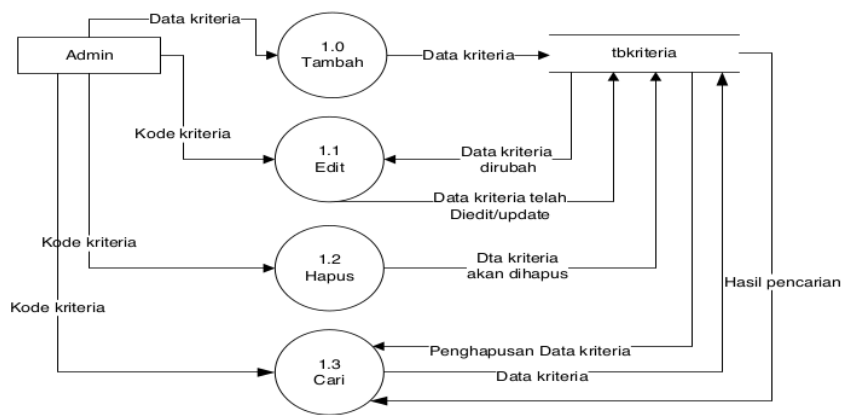 Data kriteria
Admin
1.0
Tambah
Data kriteria
tbkriteria
Kode kriteria
1.1
Edit
Data kriteria
dirubah
Data kriteria telah
Diedit/update
Kode kriteria
1.2
Hapus
Dta kriteria
akan dihapus
Hasil pencarian
Kode kriteria
1.3
Cari
Penghapusan Data kriteria
Data kriteria